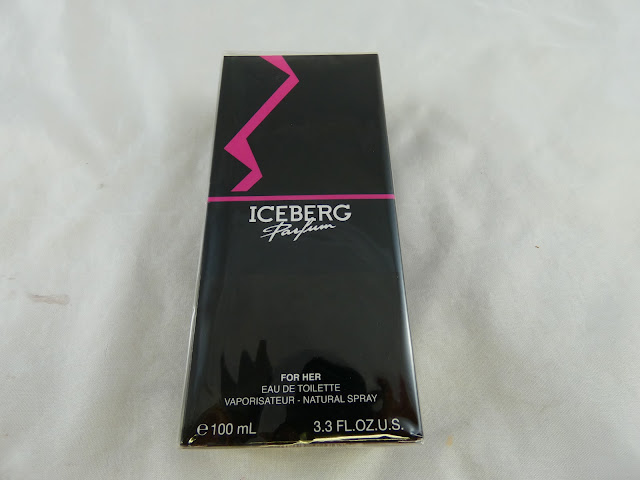 ICEBERG
Parfum
FOR HER
EAU DE TOILETTE
VAPORISATEUR - NATURAL SPRAY
℮ 100 mL 3.3 FL.OZ.U.S.